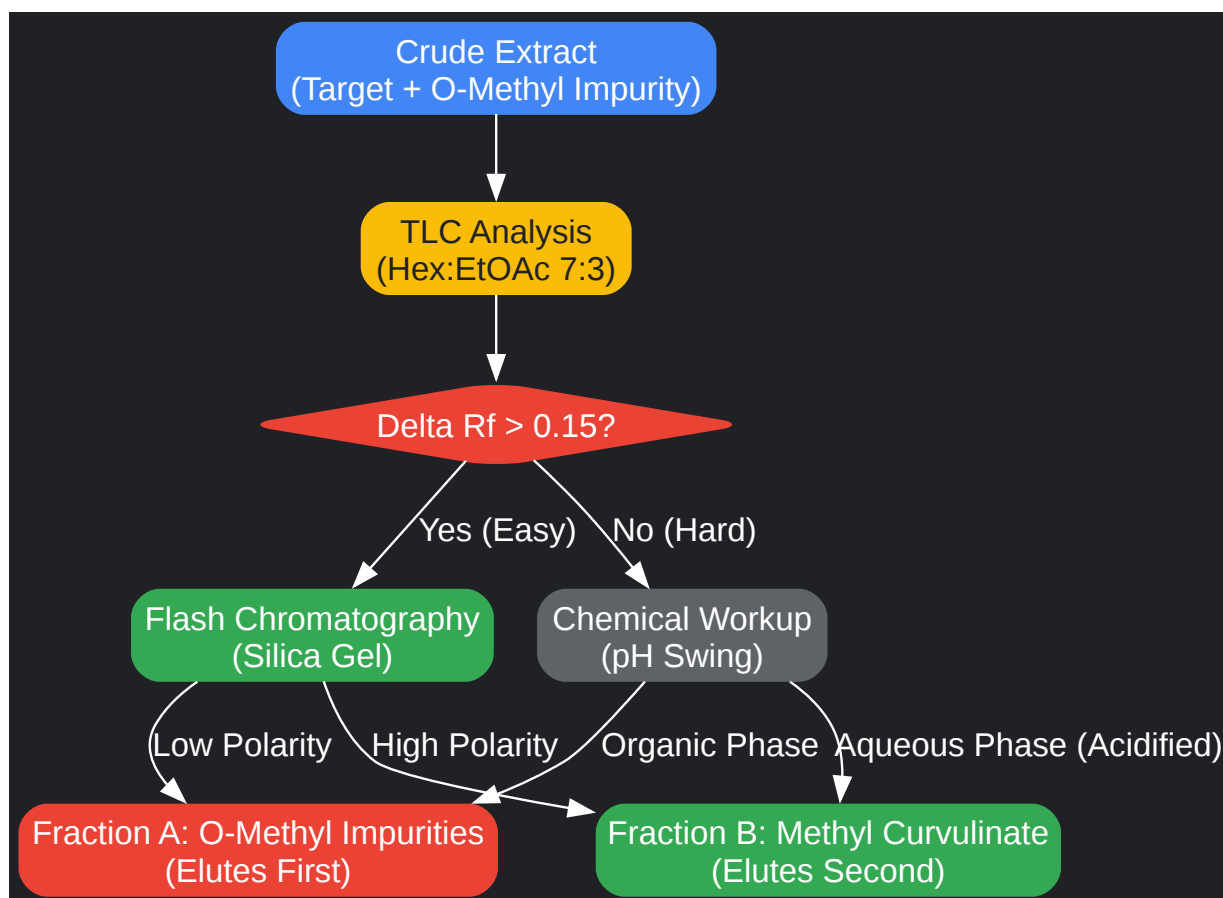 Crude Extract
(Target + O-Methyl Impurity)
TLC Analysis
(Hex:EtOAc 7:3)
Delta Rf > 0.15?
Yes (Easy)
No (Hard)
Flash Chromatography
(Silica Gel)
Chemical Workup
(pH Swing)
Low Polarity
High Polarity
Organic Phase
Aqueous Phase (Acidified)
Fraction A: O-Methyl Impurities
(Elutes First)
Fraction B: Methyl Curvulinate
(Elutes Second)